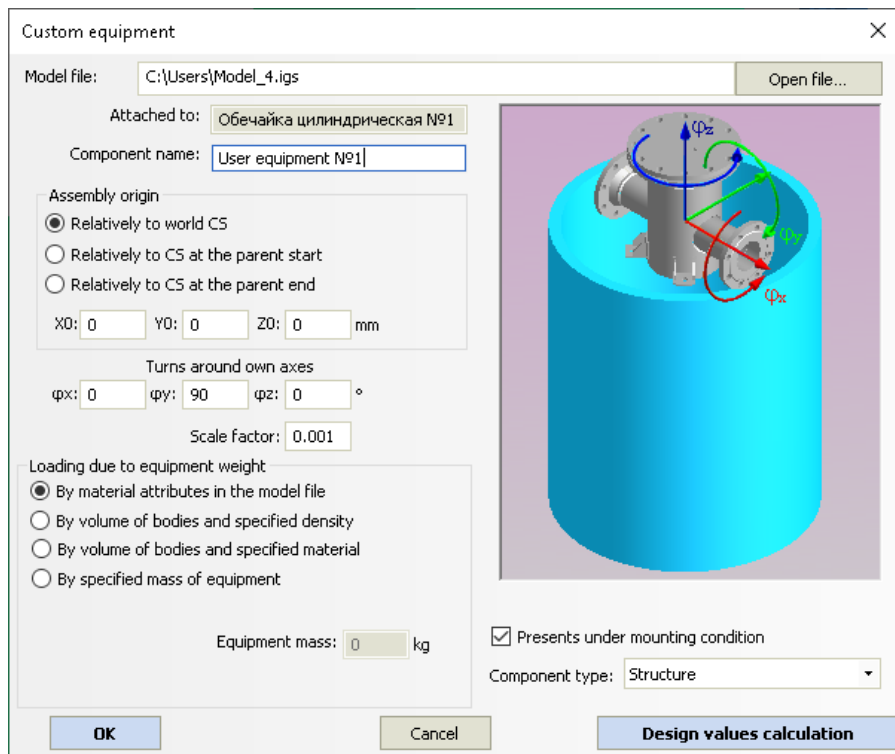 Custom equipment
Model file: C:\Users\Model_4.igs Open file...
Attached to: Обечайка цилиндрическая №1
Component name: User equipment №1
Assembly origin
Relatively to world CS
Relatively to CS at the parent start
Relatively to CS at the parent end
X0: 0 Y0: 0 Z0: 0 mm
Turns around own axes
φx: 0 φy: 90 φz: 0 °
Scale factor: 0.001
Loading due to equipment weight
By material attributes in the model file
By volume of bodies and specified density
By volume of bodies and specified material
By specified mass of equipment
Equipment mass: 0 kg
φz
φy
φx
Presents under mounting condition
Component type: Structure
OK Cancel Design values calculation